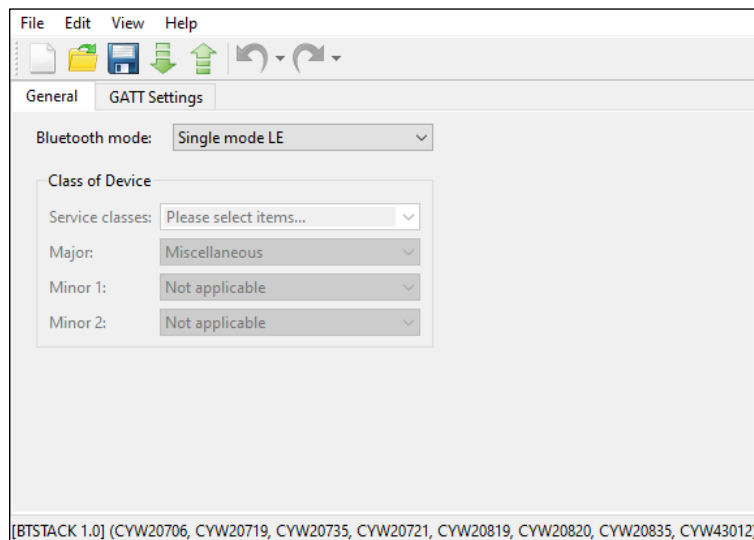 File Edit View Help
General GATT Settings
Bluetooth mode: Single mode LE
Class of Device
Service classes: Please select items...
Major: Miscellaneous
Minor 1: Not applicable
Minor 2: Not applicable
[BTSTACK 1.0] (CYW20706, CYW20719, CYW20735, CYW20721, CYW20819, CYW20820, CYW20835, CYW43012)